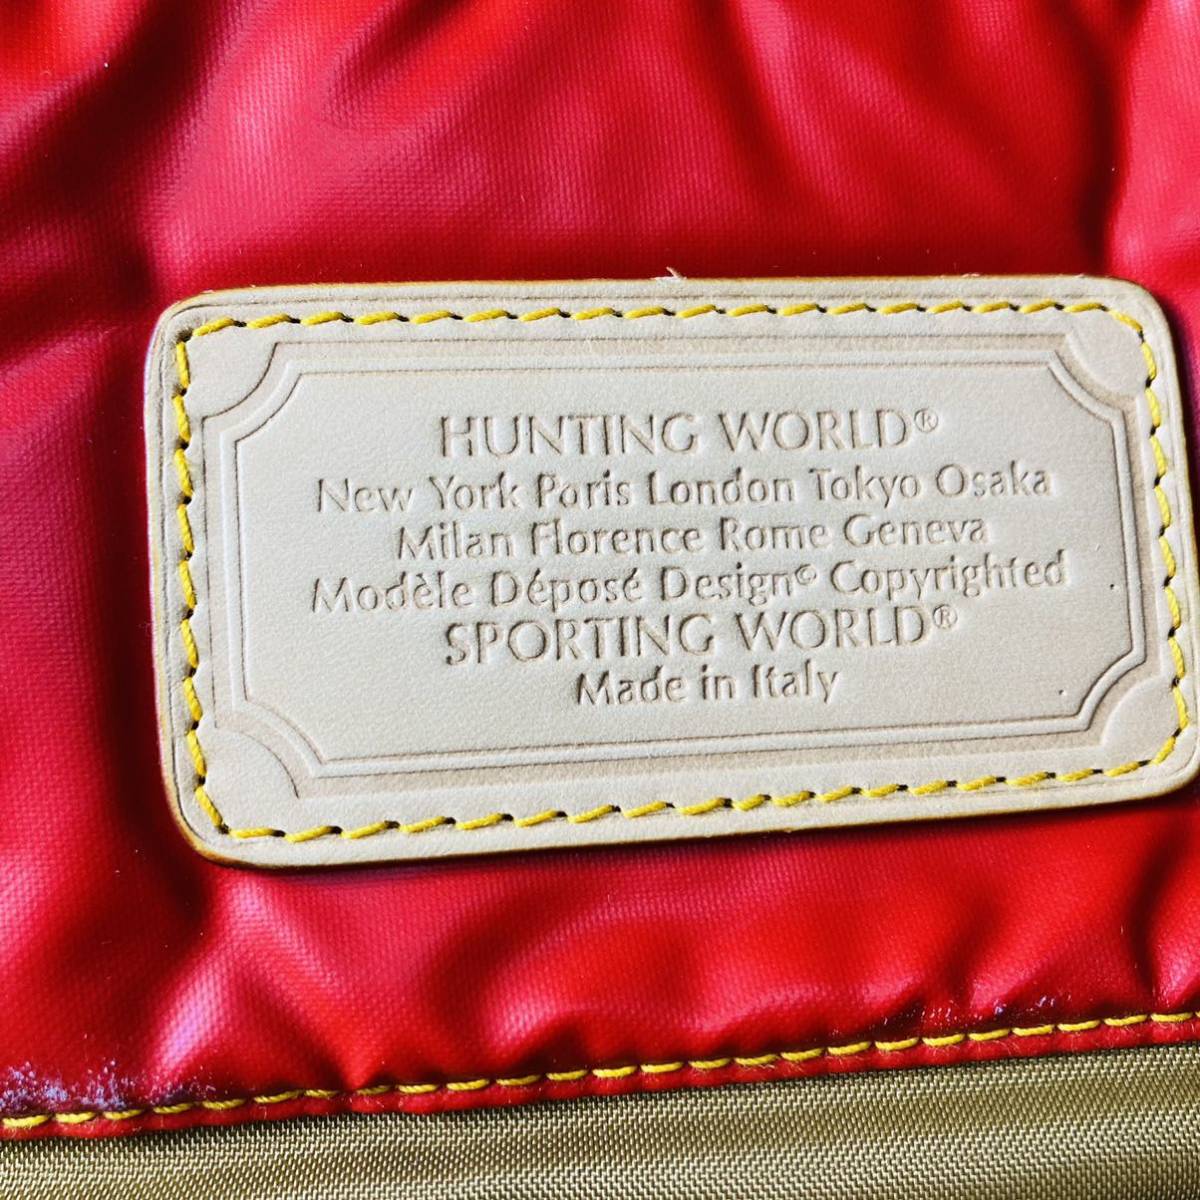 HUNTING WORLD®
New York Paris London Tokyo Osaka
Milan Florence Rome Geneva
Modèle Déposé Design© Copyrighted
SPORTING WORLD®
Made in Italy